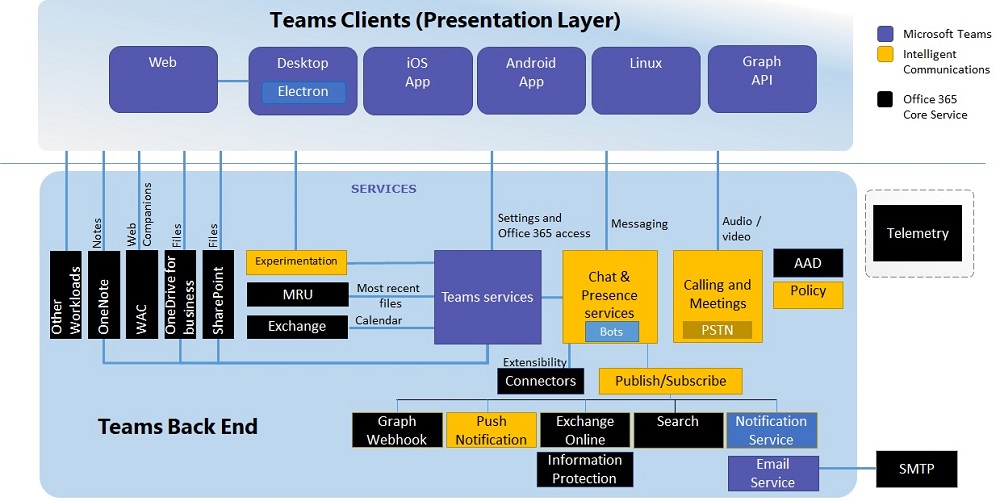 Teams Clients (Presentation Layer)
Web
Desktop
Electron
iOS
App
Android
App
Linux
Graph
API
Microsoft Teams
Intelligent
Communications
Office 365
Core Service
SERVICES
Notes
Web
Companions
Files
Files
Settings and
Office 365 access
Messaging
Audio /
video
Other
Workloads
OneNote
WAC
OneDrive for
business
SharePoint
Experimentation
MRU
Most recent
files
Exchange
Calendar
Teams services
Chat &
Presence
services
Bots
Calling and
Meetings
PSTN
AAD
Policy
Telemetry
Extensibility
Connectors
Publish/Subscribe
Teams Back End
Graph
Webhook
Push
Notification
Exchange
Online
Search
Notification
Service
Information
Protection
Email
Service
SMTP